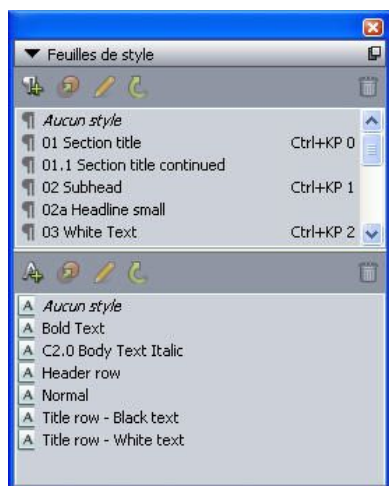 Feuilles de style
Aucun style
01 Section title Ctrl+KP 0
01.1 Section title continued
02 Subhead Ctrl+KP 1
02a Headline small
03 White Text Ctrl+KP 2
Aucun style
Bold Text
C2.0 Body Text Italic
Header row
Normal
Title row - Black text
Title row - White text